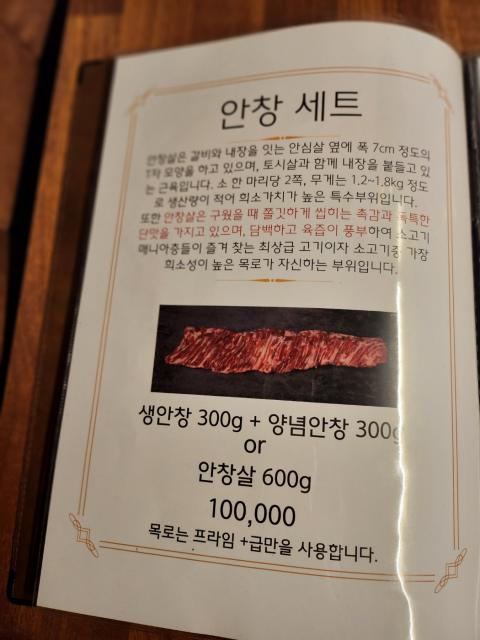 안창 세트
안창살은 갈비와 내장을 잇는 안심살 옆에 폭 7cm 정도의
T자 모양을 하고 있으며, 토시살과 함께 내장을 붙들고 있
는 근육입니다. 소 한 마리당 2쪽, 무게는 1,2~1,8kg 정도
로 생산량이 적어 희소가치가 높은 특수부위입니다.
또한 안창살은 구웠을 때 쫄깃하게 씹히는 촉감과 독특한
단맛을 가지고 있으며, 담백하고 육즙이 풍부하여 소고기
매니아층들이 즐겨 찾는 최상급 고기이자 소고기중 가장
희소성이 높은 목로가 자신하는 부위입니다.
생안창 300g + 양념안창 300g
or
안창살 600g
100,000
목로는 프라임 +급만을 사용합니다.